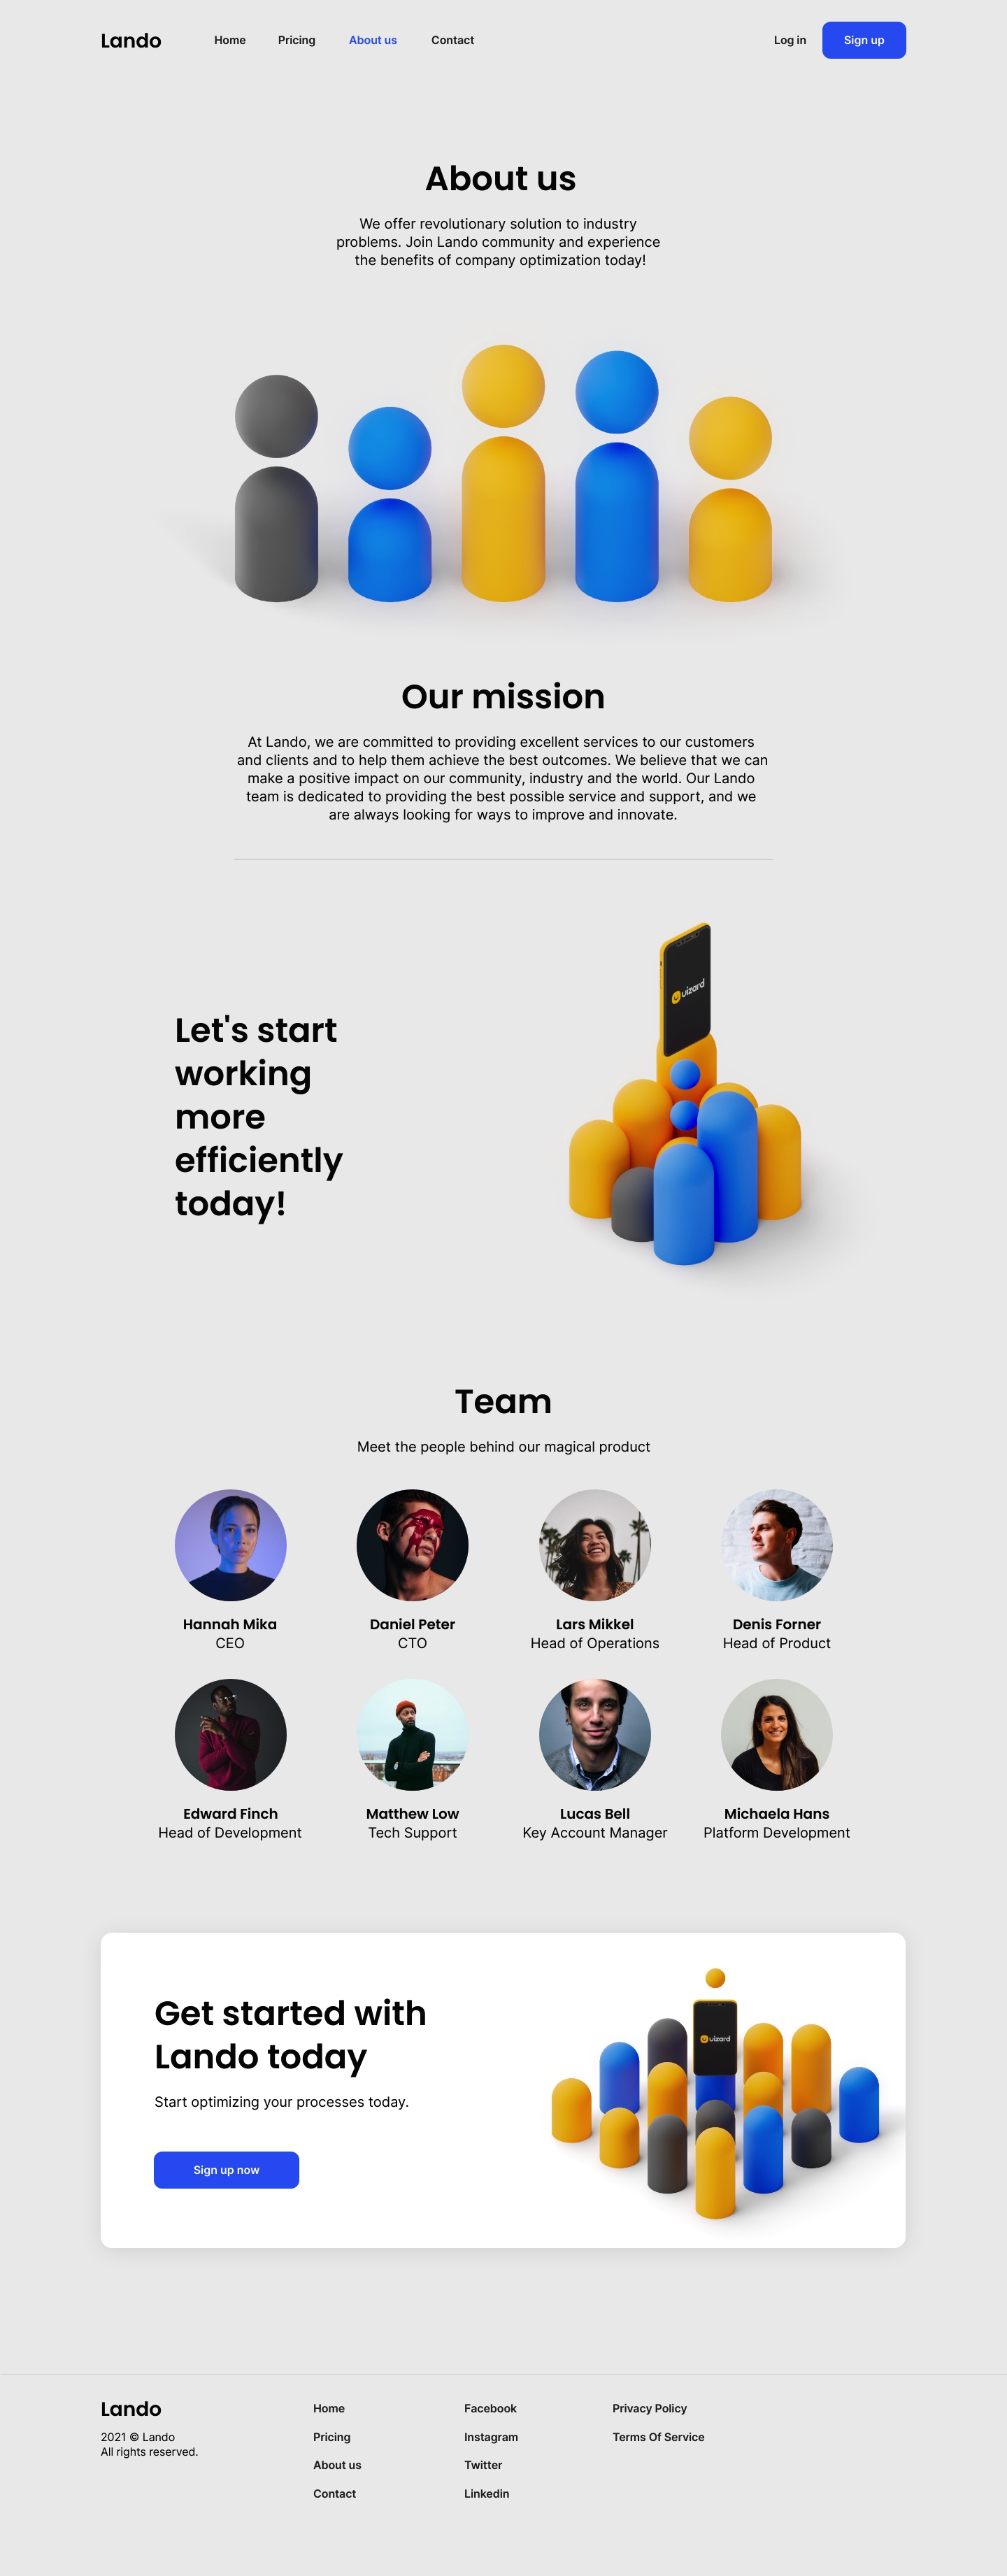 Lando
Home
Pricing
About us
Contact
Log in
Sign up
About us
We offer revolutionary solution to industry
problems. Join Lando community and experience
the benefits of company optimization today!
Our mission
At Lando, we are committed to providing excellent services to our customers
and clients and to help them achieve the best outcomes. We believe that we can
make a positive impact on our community, industry and the world. Our Lando
team is dedicated to providing the best possible service and support, and we
are always looking for ways to improve and innovate.
uizard
Let's start
working
more
efficiently
today!
Team
Meet the people behind our magical product
Hannah Mika
CEO
Daniel Peter
CTO
Lars Mikkel
Head of Operations
Denis Forner
Head of Product
Edward Finch
Head of Development
Matthew Low
Tech Support
Lucas Bell
Key Account Manager
Michaela Hans
Platform Development
Get started with
Lando today
Start optimizing your processes today.
Sign up now
uizard
Lando
2021 © Lando
All rights reserved.
Home
Pricing
About us
Contact
Facebook
Instagram
Twitter
Linkedin
Privacy Policy
Terms Of Service